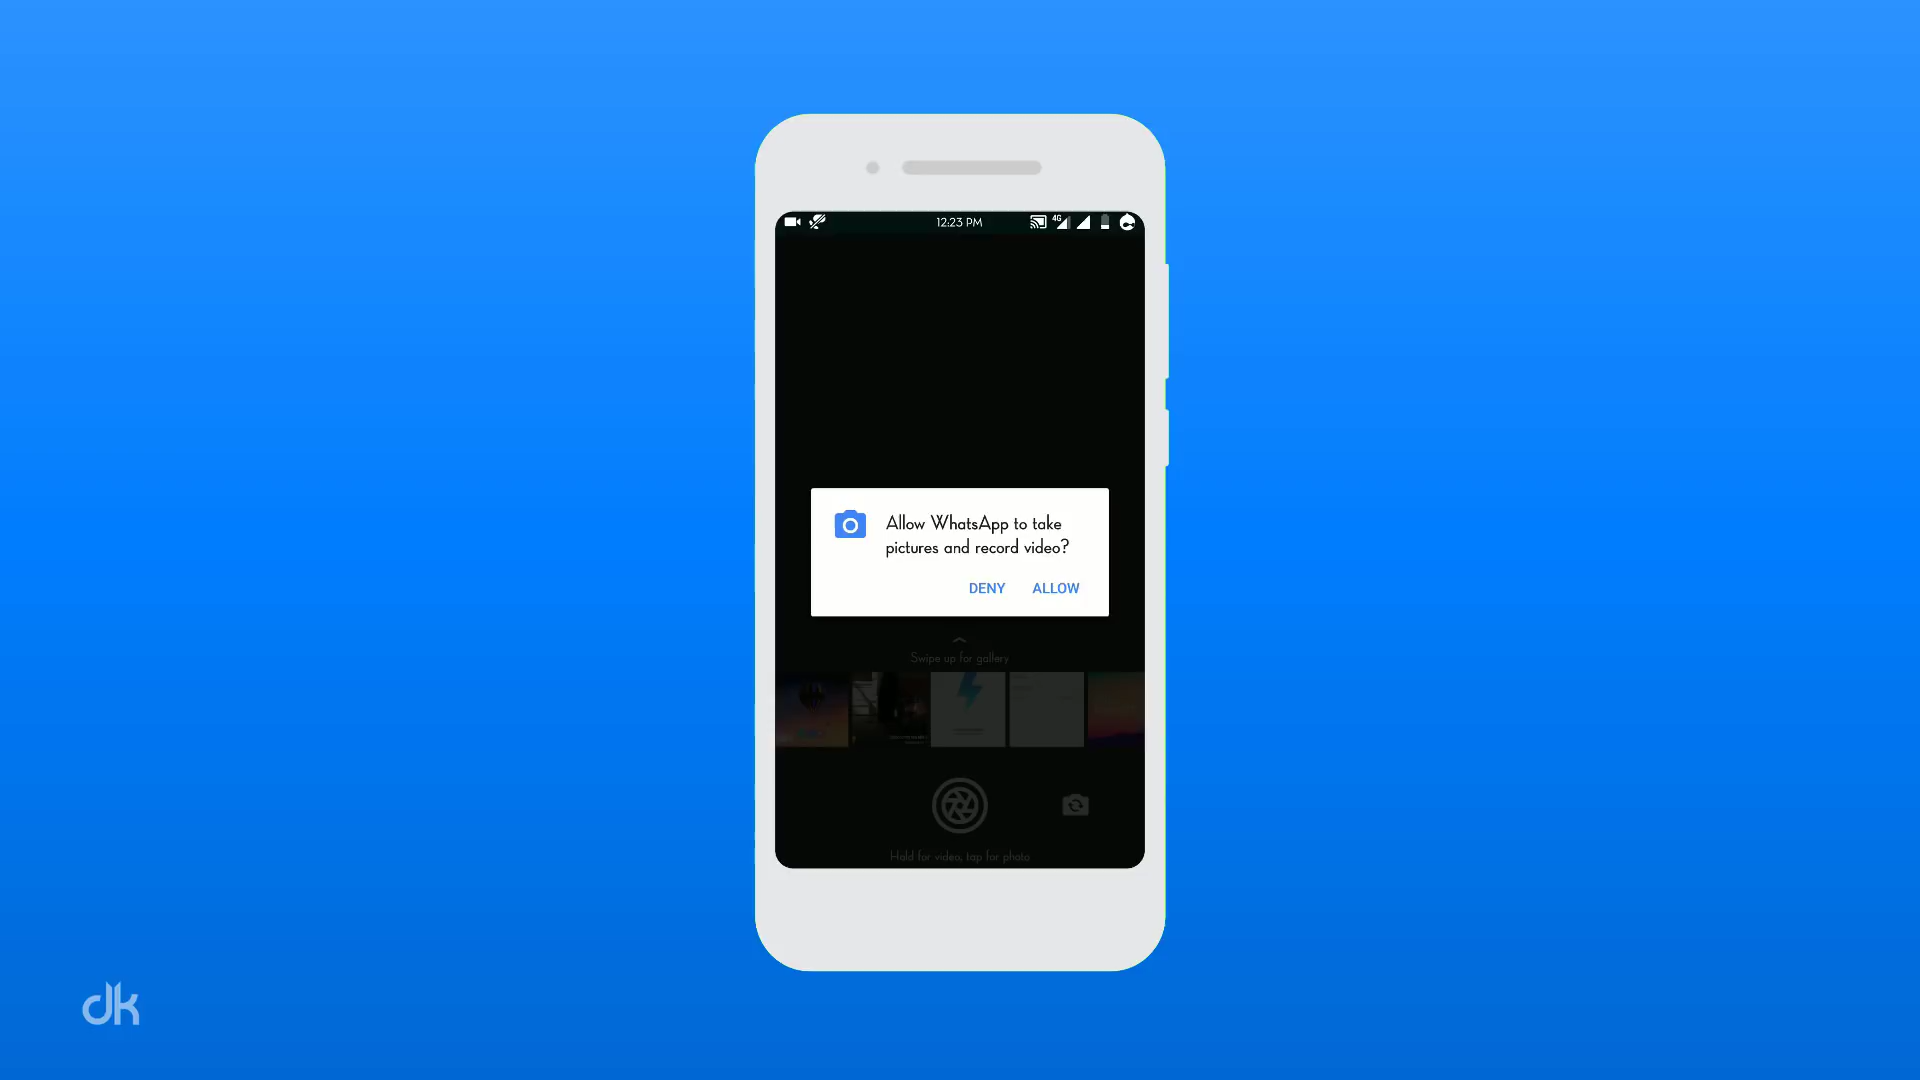 12:23 PM
4G
Allow WhatsApp to take
pictures and record video?
DENY ALLOW
Swipe up for gallery
Hold for video, tap for photo
dk